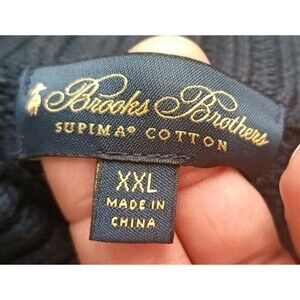 Brooks Brothers
SUPIMA® COTTON
XXL
MADE IN
CHINA